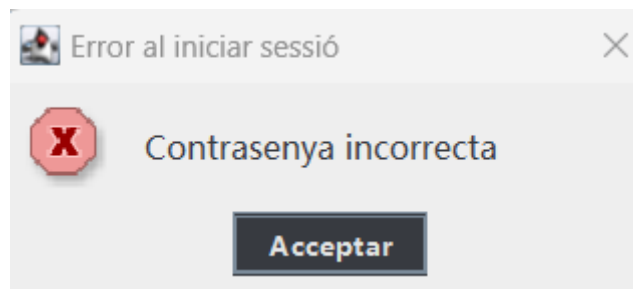 Error al iniciar sessió
Contrasenya incorrecta
Acceptar